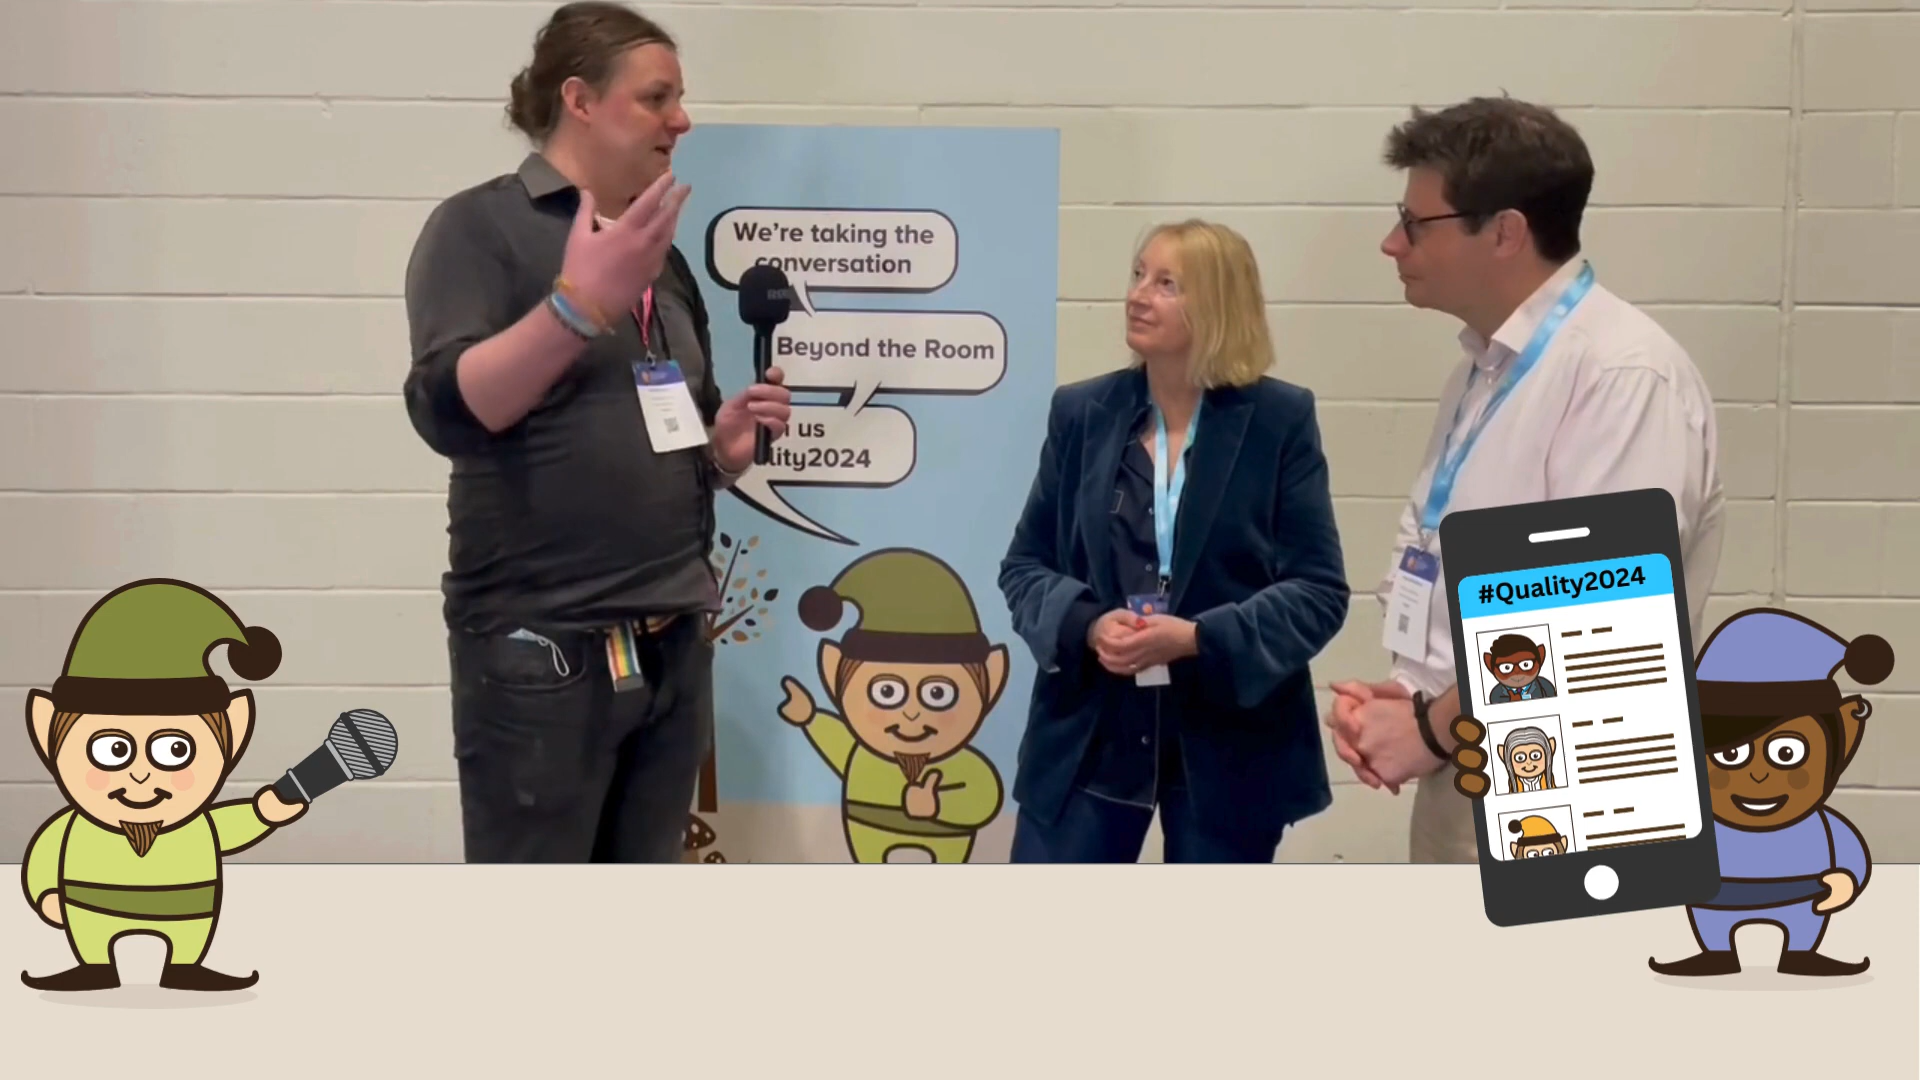 We're taking the
conversation
Beyond the Room
us
lity2024
#Quality2024